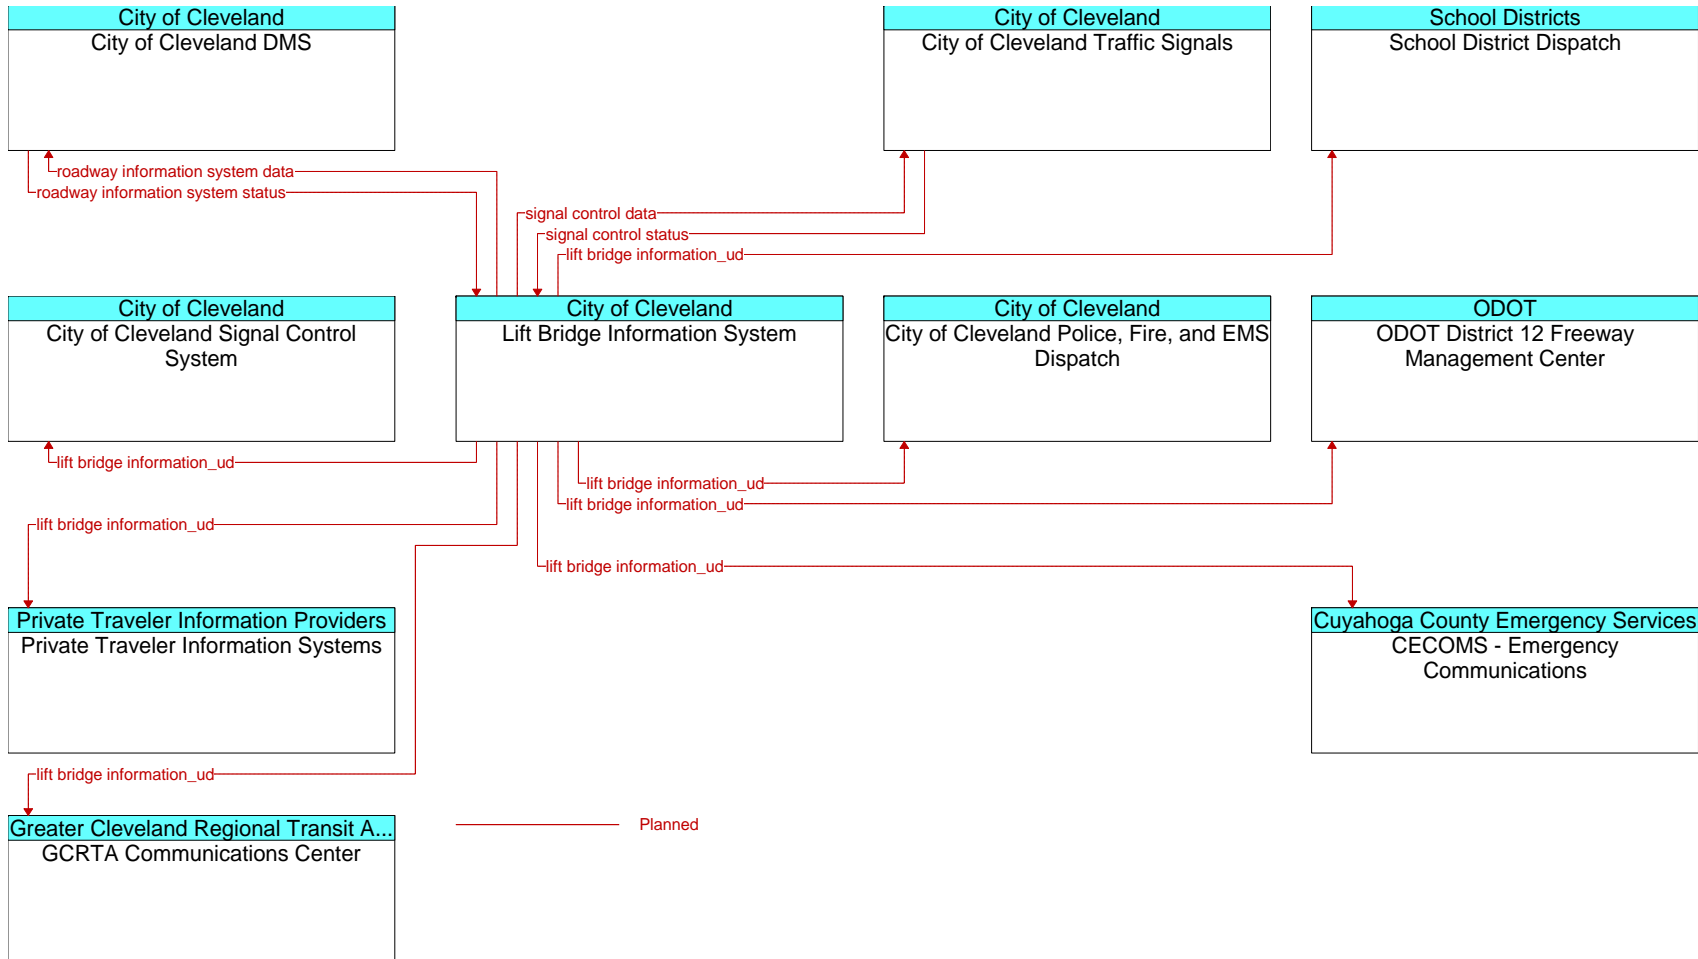 City of Cleveland
City of Cleveland DMS
City of Cleveland
City of Cleveland Traffic Signals
School Districts
School District Dispatch
roadway information system data
roadway information system status
signal control data
signal control status
lift bridge information_ud
City of Cleveland
City of Cleveland Signal Control
System
City of Cleveland
Lift Bridge Information System
City of Cleveland
City of Cleveland Police, Fire, and EMS
Dispatch
ODOT
ODOT District 12 Freeway
Management Center
lift bridge information_ud
lift bridge information_ud
lift bridge information_ud
lift bridge information_ud
lift bridge information_ud
Private Traveler Information Providers
Private Traveler Information Systems
Cuyahoga County Emergency Services
CECOMS - Emergency
Communications
lift bridge information_ud
Greater Cleveland Regional Transit A...
GCRTA Communications Center
Planned